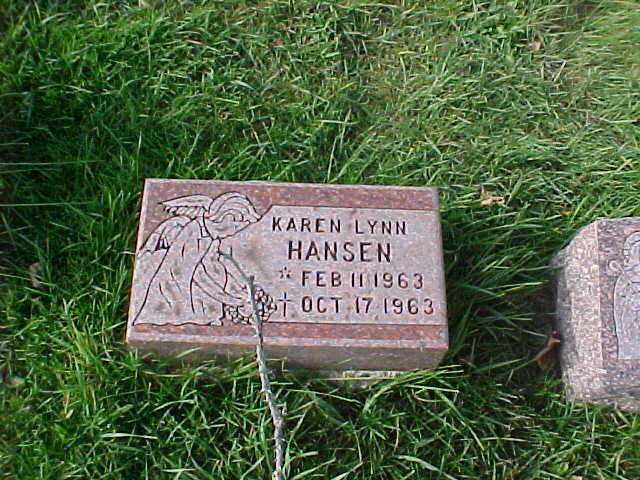 KAREN LYNN
HANSEN
FEB 11 1963
OCT 17 1963